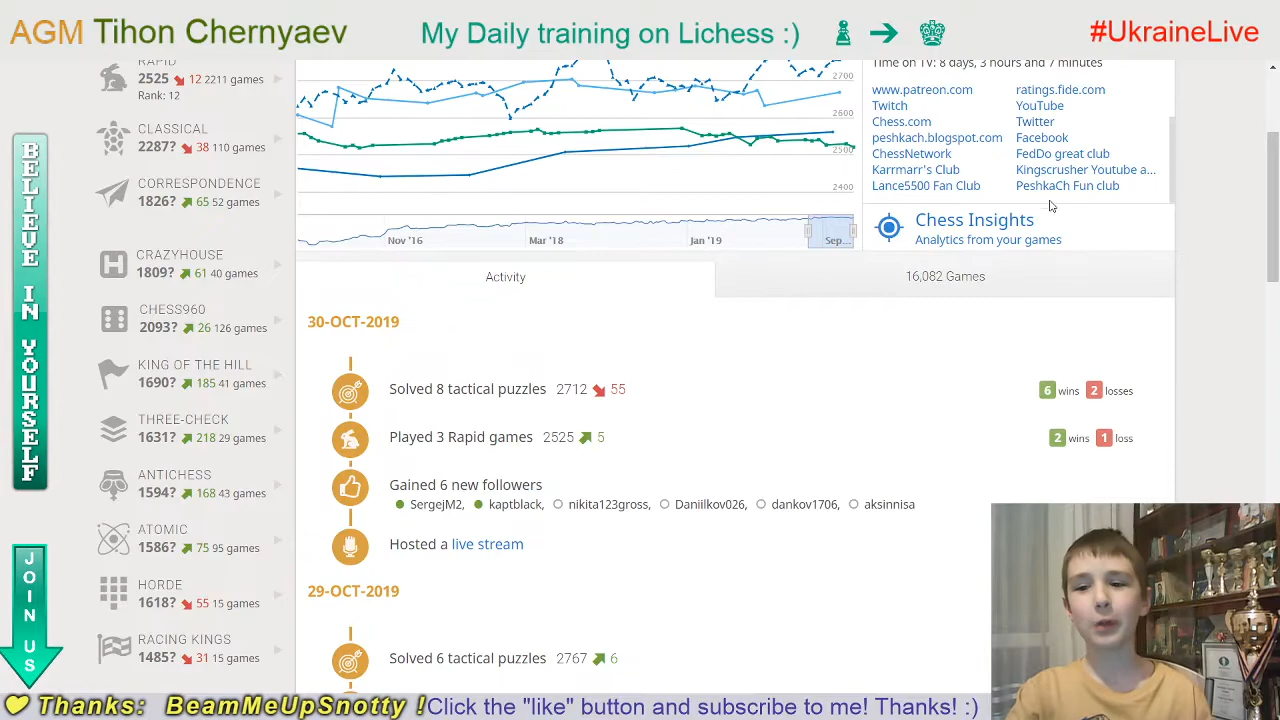 AGM Tihon Chernyaev
My Daily training on Lichess :)
#UkraineLive
BELIEVE IN YOURSELF
JOIN US
RAPID
2525 12 2211 games
Rank: 12
CLASSICAL
2287? 38 110 games
CORRESPONDENCE
1826? 65 52 games
CRAZYHOUSE
1809? 61 40 games
CHESS960
2093? 26 126 games
KING OF THE HILL
1690? 185 41 games
THREE-CHECK
1631? 218 29 games
ANTICHESS
1594? 168 43 games
ATOMIC
1586? 75 95 games
HORDE
1618? 55 15 games
RACING KINGS
1485? 31 15 games
2700
2600
2500
2400
Nov '16 Mar '18 Jan '19 Sep...
Time on TV: 8 days, 3 hours and 7 minutes
www.patreon.com ratings.fide.com
Twitch YouTube
Chess.com Twitter
peshkach.blogspot.com Facebook
ChessNetwork FedDo great club
Karrmarr's Club Kingscrusher Youtube a...
Lance5500 Fan Club PeshkaCh Fun club
Chess Insights
Analytics from your games
Activity 16,082 Games
30-OCT-2019
Solved 8 tactical puzzles 2712 55 6 wins 2 losses
Played 3 Rapid games 2525 5 2 wins 1 loss
Gained 6 new followers
SergejM2, kaptblack, nikita123gross, Daniilkov026, dankov1706, aksinnisa
Hosted a live stream
29-OCT-2019
Solved 6 tactical puzzles 2767 6
Thanks: BeamMeUpSnotty ! Click the "like" button and subscribe to me! Thanks! :)